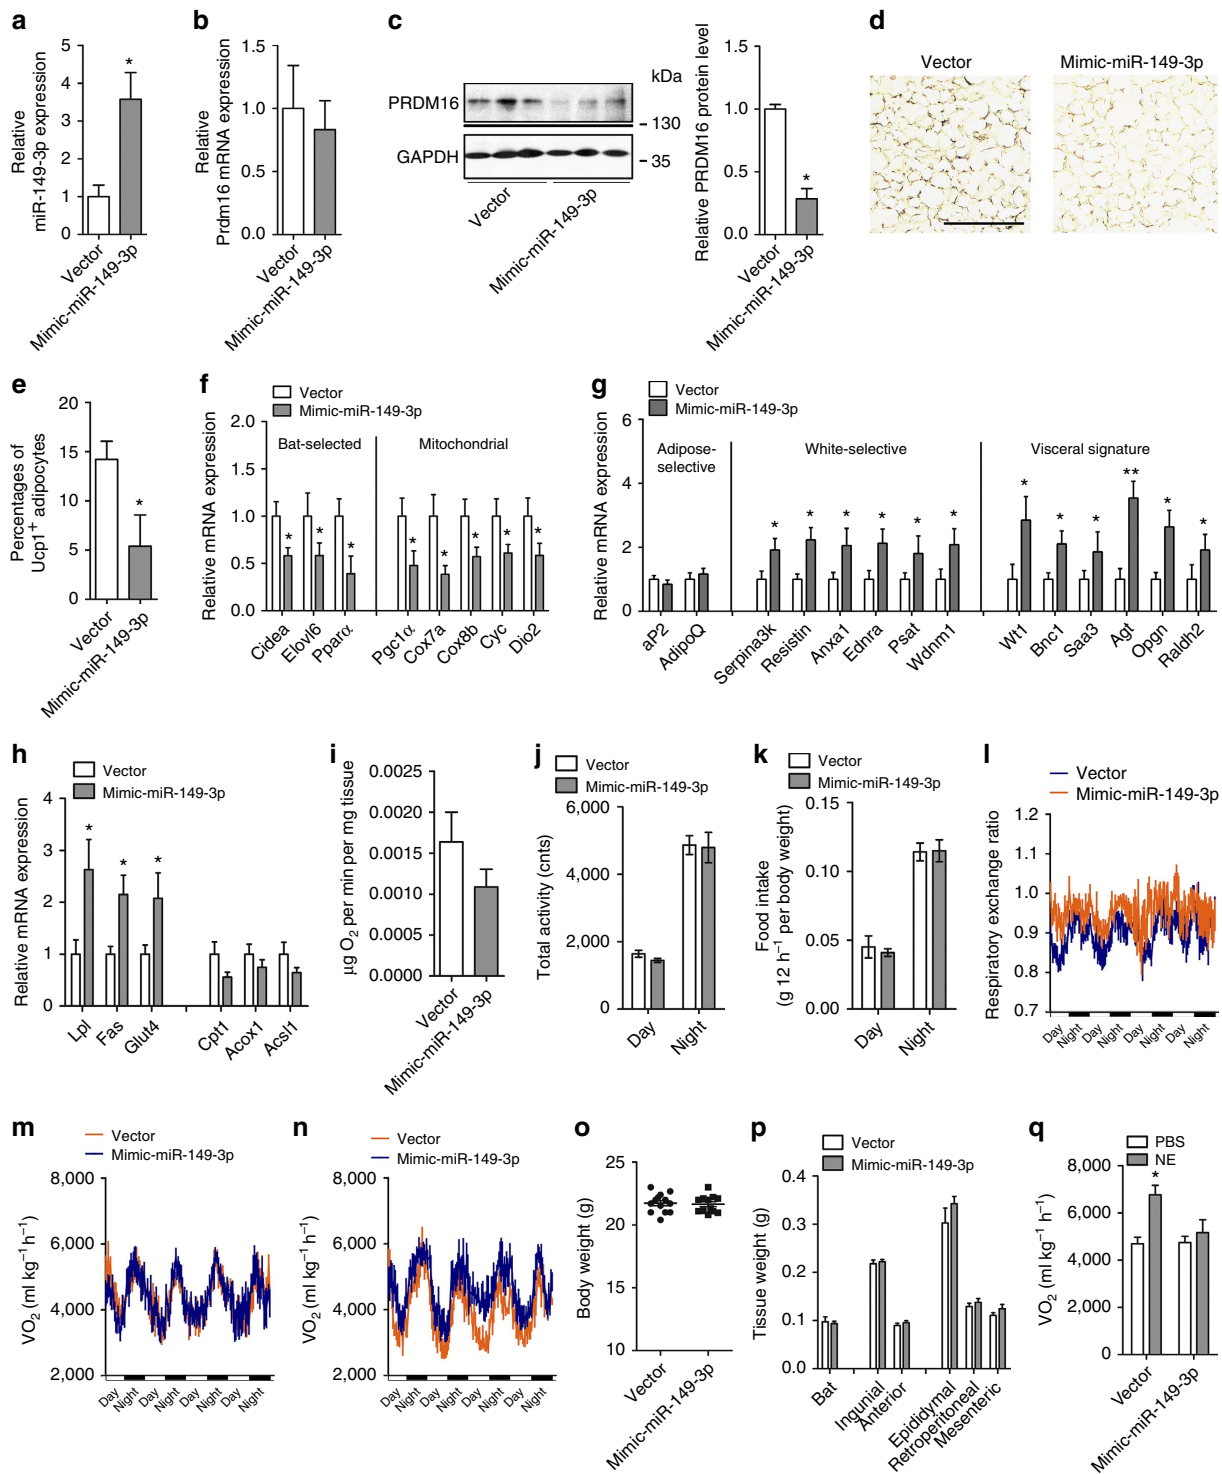 a
Relative
miR-149-3p expression
5
4
3
2
1
0
*
Vector
Mimic-miR-149-3p
b
Relative
Prdm16 mRNA expression
1.5
1.0
0.5
0.0
Vector
Mimic-miR-149-3p
c
kDa
PRDM16
– 130
GAPDH
– 35
Vector
Mimic-miR-149-3p
Relative PRDM16 protein level
1.5
1.0
0.5
0.0
*
Vector
Mimic-miR-149-3p
d
Vector
Mimic-miR-149-3p
e
Percentages of
Ucp1+ adipocytes
20
15
10
5
0
*
Vector
Mimic-miR-149-3p
f
Vector
Mimic-miR-149-3p
Relative mRNA expression
2.0
1.5
1.0
0.5
0.0
Bat-selected
Mitochondrial
* * * * * * * *
Cidea
Elovl6
Pparα
Pgc1α
Cox7a
Cox8b
Cyc
Dio2
g
Vector
Mimic-miR-149-3p
Relative mRNA expression
6
4
2
0
Adipose-
selective
White-selective
Visceral signature
* * * * * * * * * ** * *
aP2
AdipoQ
Serpina3k
Resistin
Anxa1
Ednra
Psat
Wdnm1
Wt1
Bnc1
Saa3
Agt
Opgn
Raldh2
h
Vector
Mimic-miR-149-3p
Relative mRNA expression
4
3
2
1
0
* * *
Lpl
Fas
Glut4
Cpt1
Acox1
Acsl1
i
µg O2 per min per mg tissue
0.0025
0.0020
0.0015
0.0010
0.0005
0.0000
Vector
Mimic-miR-149-3p
j
Vector
Mimic-miR-149-3p
Total activity (cnts)
6,000
4,000
2,000
0
Day
Night
k
Vector
Mimic-miR-149-3p
Food intake
(g 12 h−1 per body weight)
0.15
0.10
0.05
0.00
Day
Night
l
Vector
Mimic-miR-149-3p
Respiratory exchange ratio
1.2
1.1
1.0
0.9
0.8
0.7
Day Night Day Night Day Night Day Night
m
Vector
Mimic-miR-149-3p
VO2 (ml kg−1 h−1)
8,000
6,000
4,000
2,000
Day Night Day Night Day Night Day Night
n
Vector
Mimic-miR-149-3p
VO2 (ml kg−1 h−1)
8,000
6,000
4,000
2,000
Day Night Day Night Day Night Day Night
o
Body weight (g)
25
20
15
10
Vector
Mimic-miR-149-3p
p
Vector
Mimic-miR-149-3p
Tissue weight (g)
0.4
0.3
0.2
0.1
0.0
Bat
Ingunial
Anterior
Epididymal
Retroperitoneal
Mesenteric
q
PBS
NE
VO2 (ml kg−1 h−1)
8,000
6,000
4,000
2,000
0
*
Vector
Mimic-miR-149-3p